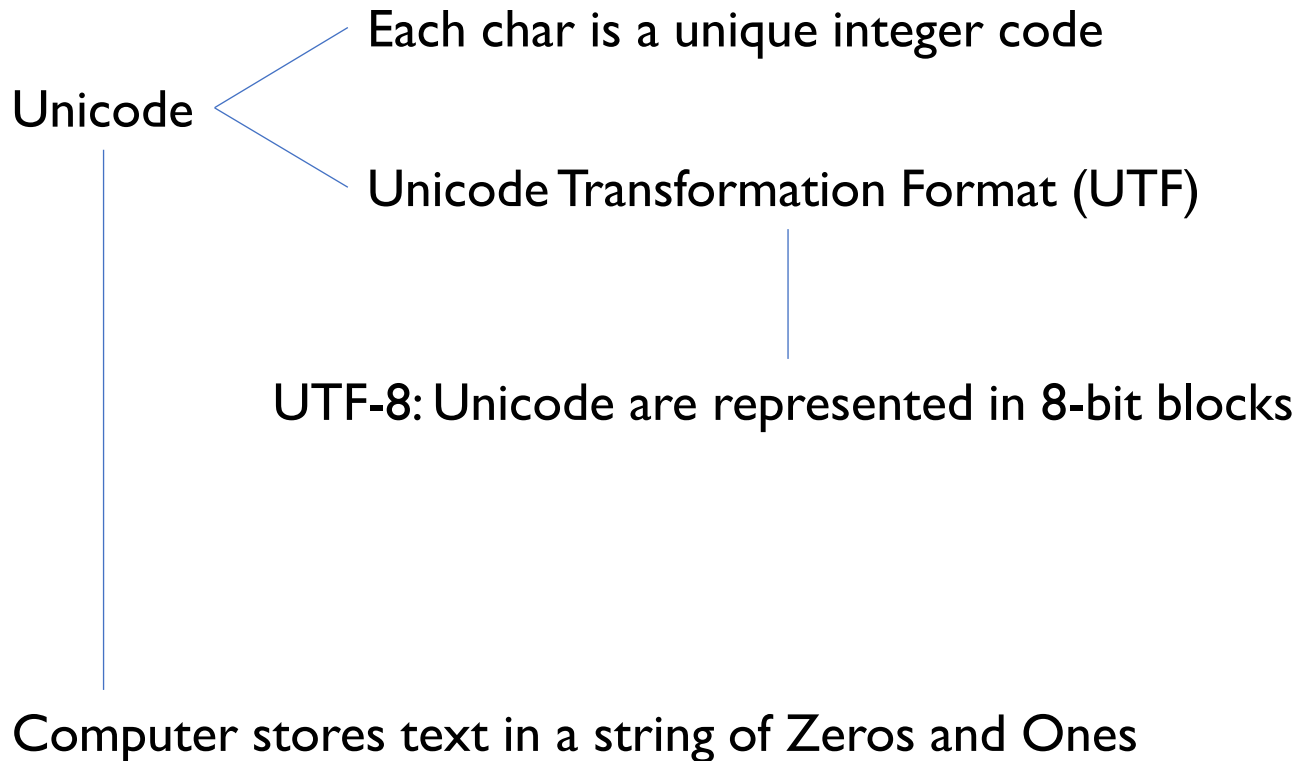 Each char is a unique integer code
Unicode
Unicode Transformation Format (UTF)
UTF-8: Unicode are represented in 8-bit blocks
Computer stores text in a string of Zeros and Ones